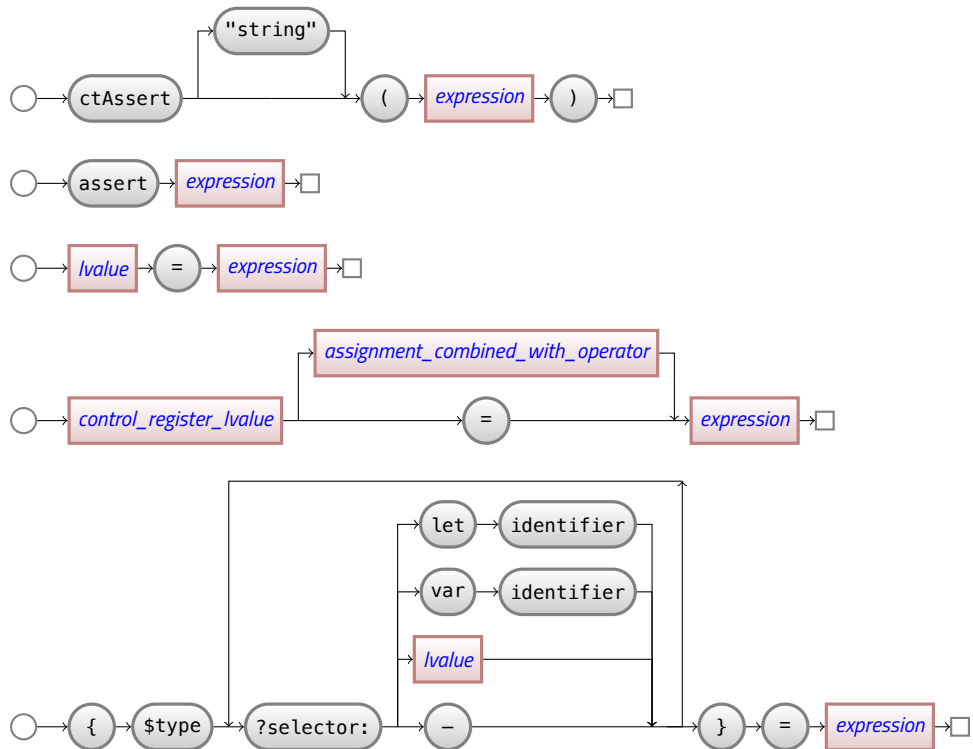 "string"
ctAssert ( expression )
assert expression
lvalue = expression
assignment_combined_with_operator
control_register_lvalue = expression
let identifier
var identifier
lvalue
{ $type ?selector: – } = expression